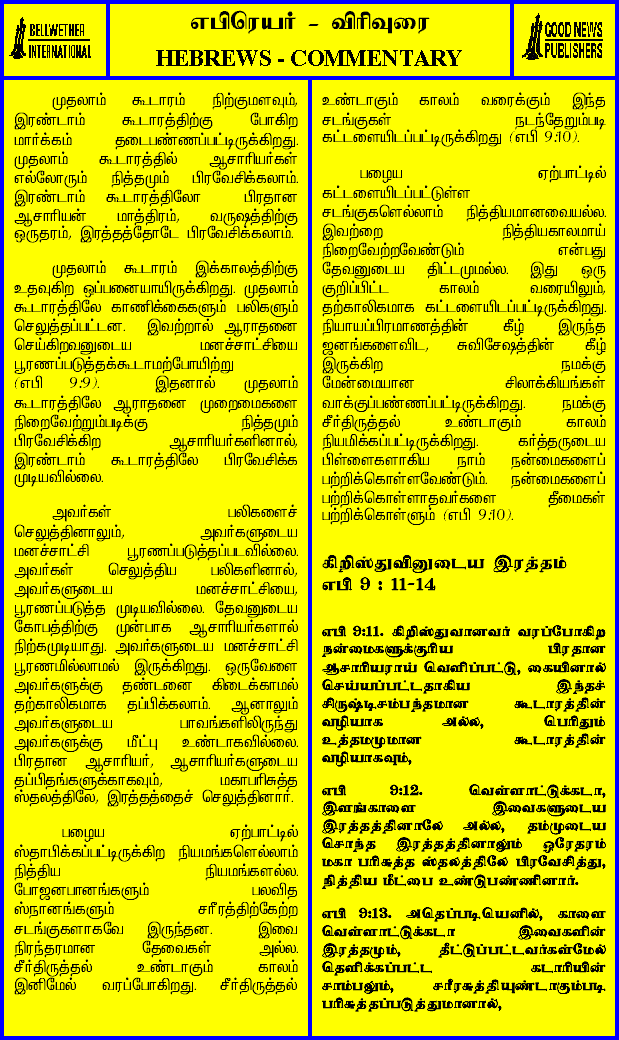 BELLWETHER
INTERNATIONAL
எபிரெயர் - விரிவுரை
HEBREWS - COMMENTARY
GOOD NEWS
PUBLISHERS
முதலாம் கூடாரம் நிற்குமளவும்,
இரண்டாம் கூடாரத்திற்கு போகிற
மார்க்கம் தடைபண்ணப்பட்டிருக்கிறது.
முதலாம் கூடாரத்தில் ஆசாரியர்கள்
எல்லோரும் நித்தமும் பிரவேசிக்கலாம்.
இரண்டாம் கூடாரத்திலோ பிரதான
ஆசாரியன் மாத்திரம், வருஷத்திற்கு
ஒருதரம், இரத்தத்தோடே பிரவேசிக்கலாம்.
முதலாம் கூடாரம் இக்காலத்திற்கு
உதவுகிற ஒப்பனையாயிருக்கிறது. முதலாம்
கூடாரத்திலே காணிக்கைகளும் பலிகளும்
செலுத்தப்பட்டன. இவற்றால் ஆராதனை
செய்கிறவனுடைய மனச்சாட்சியை
பூரணப்படுத்தக்கூடாமற்போயிற்று
(எபி 9:9). இதனால் முதலாம்
கூடாரத்திலே ஆராதனை முறைமைகளை
நிறைவேற்றும்படிக்கு நித்தமும்
பிரவேசிக்கிற ஆசாரியர்களினால்,
இரண்டாம் கூடாரத்திலே பிரவேசிக்க
முடியவில்லை.
அவர்கள் பலிகளைச்
செலுத்தினாலும், அவர்களுடைய
மனச்சாட்சி பூரணப்படுத்தப்படவில்லை.
அவர்கள் செலுத்திய பலிகளினால்,
அவர்களுடைய மனச்சாட்சியை,
பூரணப்படுத்த முடியவில்லை. தேவனுடைய
கோபத்திற்கு முன்பாக ஆசாரியர்களால்
நிற்கமுடியாது. அவர்களுடைய மனச்சாட்சி
பூரணமில்லாமல் இருக்கிறது. ஒருவேளை
அவர்களுக்கு தண்டனை கிடைக்காமல்
தற்காலிகமாக தப்பிக்கலாம். ஆனாலும்
அவர்களுடைய பாவங்களிலிருந்து
அவர்களுக்கு மீட்பு உண்டாகவில்லை.
பிரதான ஆசாரியர், ஆசாரியர்களுடைய
தப்பிதங்களுக்காகவும், மகாபரிசுத்த
ஸ்தலத்திலே, இரத்தத்தைச் செலுத்தினார்.
பழைய ஏற்பாட்டில்
ஸ்தாபிக்கப்பட்டிருக்கிற நியமங்களெல்லாம்
நித்திய நியமங்களல்ல.
போஜனபானங்களும் பலவித
ஸ்நானங்களும் சரீரத்திற்கேற்ற
சடங்குகளாகவே இருந்தன. இவை
நிரந்தரமான தேவைகள் அல்ல.
சீர்திருத்தல் உண்டாகும் காலம்
இனிமேல் வரப்போகிறது. சீர்திருத்தல்
உண்டாகும் காலம் வரைக்கும் இந்த
சடங்குகள் நடந்தேறும்படி
கட்டளையிடப்பட்டிருக்கிறது (எபி 9:10).
பழைய ஏற்பாட்டில்
கட்டளையிடப்பட்டுள்ள
சடங்குகளெல்லாம் நித்தியமானவையல்ல.
இவற்றை நித்தியகாலமாய்
நிறைவேற்றவேண்டும் என்பது
தேவனுடைய திட்டமுமல்ல. இது ஒரு
குறிப்பிட்ட காலம் வரையிலும்,
தற்காலிகமாக கட்டளையிடப்பட்டிருக்கிறது.
நியாயப்பிரமாணத்தின் கீழ் இருந்த
ஜனங்களைவிட, சுவிசேஷத்தின் கீழ்
இருக்கிற நமக்கு
மேன்மையான சிலாக்கியங்கள்
வாக்குப்பண்ணப்பட்டிருக்கிறது. நமக்கு
சீர்திருத்தல் உண்டாகும் காலம்
நியமிக்கப்பட்டிருக்கிறது. கர்த்தருடைய
பிள்ளைகளாகிய நாம் நன்மைகளைப்
பற்றிக்கொள்ளவேண்டும். நன்மைகளைப்
பற்றிக்கொள்ளாதவர்களை தீமைகள்
பற்றிக்கொள்ளும் (எபி 9:10).
கிறிஸ்துவினுடைய இரத்தம்
எபி 9 : 11-14
எபி 9:11. கிறிஸ்துவானவர் வரப்போகிற
நன்மைகளுக்குரிய பிரதான
ஆசாரியராய் வெளிப்பட்டு, கையினால்
செய்யப்பட்டதாகிய இந்தச்
சிருஷ்டிசம்பந்தமான கூடாரத்தின்
வழியாக அல்ல, பெரிதும்
உத்தமமுமான கூடாரத்தின்
வழியாகவும்,
எபி 9:12. வெள்ளாட்டுக்கடா,
இளங்காளை இவைகளுடைய
இரத்தத்தினாலே அல்ல, தம்முடைய
சொந்த இரத்தத்தினாலும் ஒரேதரம்
மகா பரிசுத்த ஸ்தலத்திலே பிரவேசித்து,
நித்திய மீட்பை உண்டுபண்ணினார்.
எபி 9:13. அதெப்படியெனில், காளை
வெள்ளாட்டுக்கடா இவைகளின்
இரத்தமும், தீட்டுப்பட்டவர்கள்மேல்
தெளிக்கப்பட்ட கடாரியின்
சாம்பலும், சரீரசுத்தியுண்டாகும்படி
பரிசுத்தப்படுத்துமானால்,